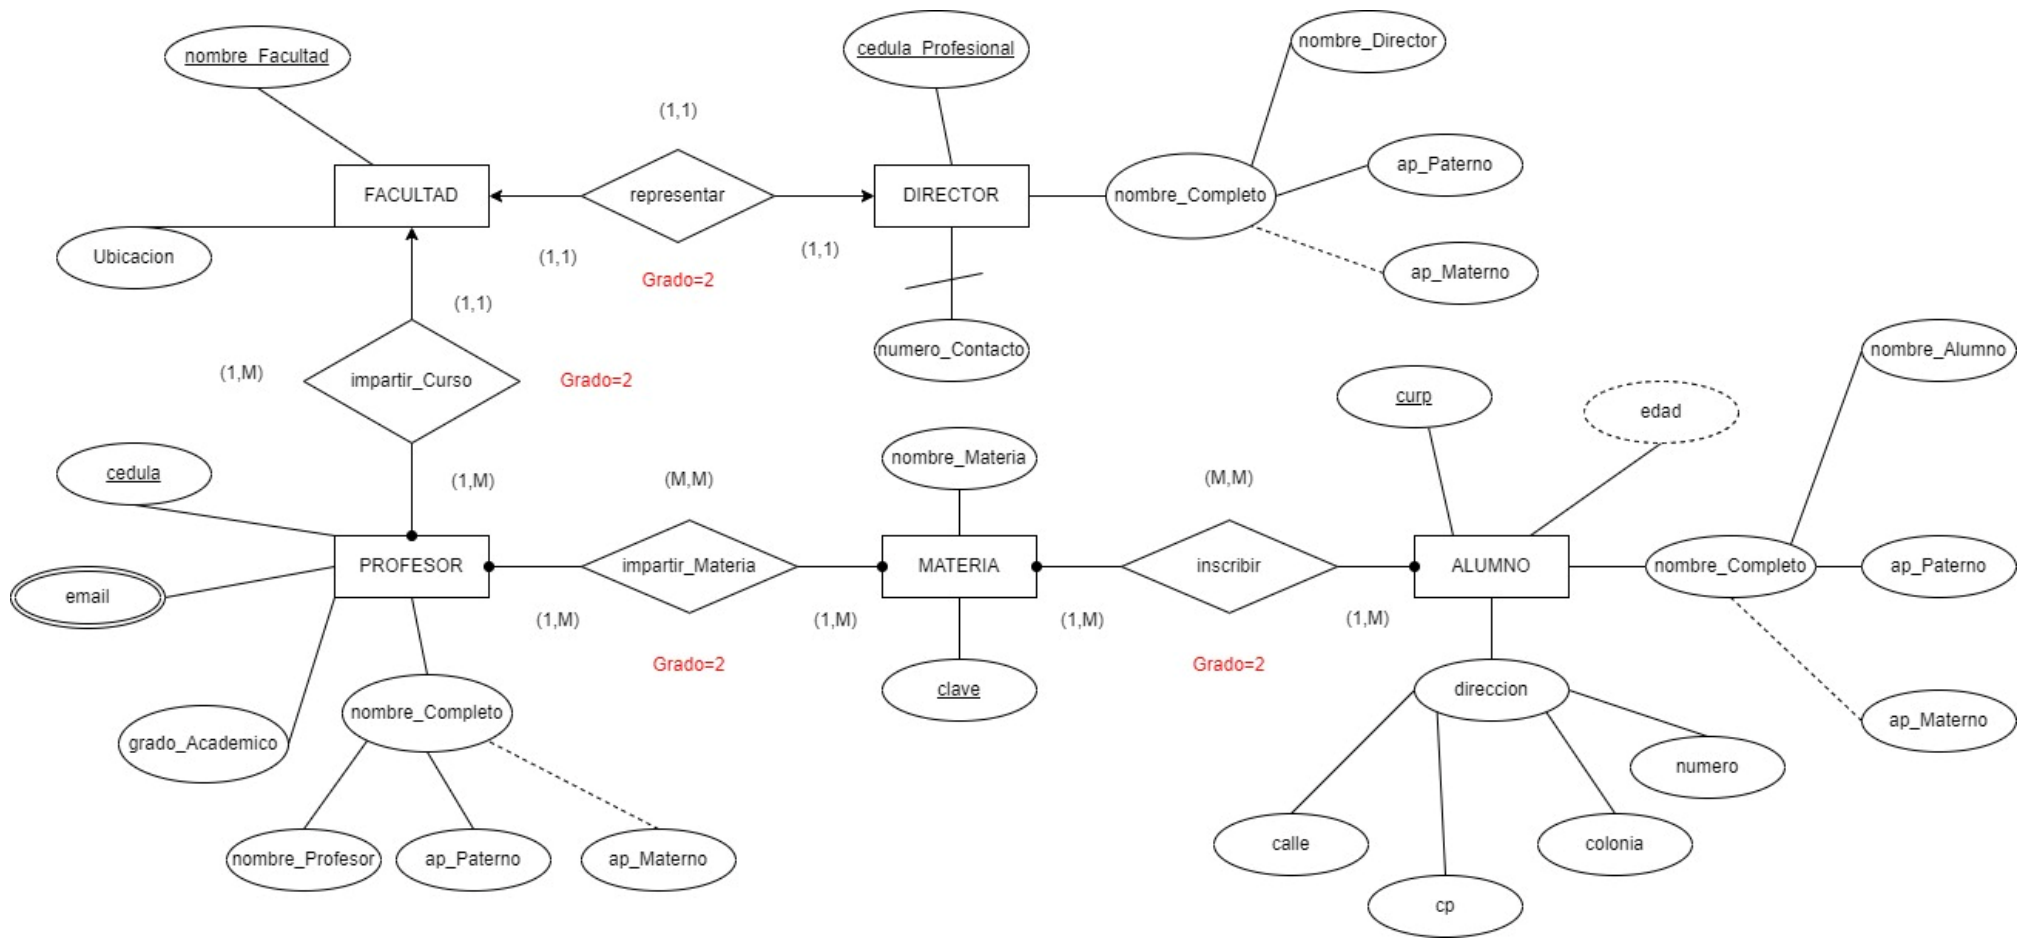 nombre_Facultad
cedula_Profesional
nombre_Director
(1,1)
ap_Paterno
FACULTAD
representar
DIRECTOR
nombre_Completo
Ubicacion
(1,1)
(1,1)
Grado=2
ap_Materno
(1,1)
numero_Contacto
nombre_Alumno
(1,M)
impartir_Curso
Grado=2
curp
edad
cedula
(1,M)
(M,M)
nombre_Materia
(M,M)
PROFESOR
impartir_Materia
MATERIA
inscribir
ALUMNO
nombre_Completo
ap_Paterno
email
(1,M)
(1,M)
(1,M)
(1,M)
Grado=2
Grado=2
clave
direccion
nombre_Completo
ap_Materno
grado_Academico
numero
nombre_Profesor
ap_Paterno
ap_Materno
calle
colonia
cp